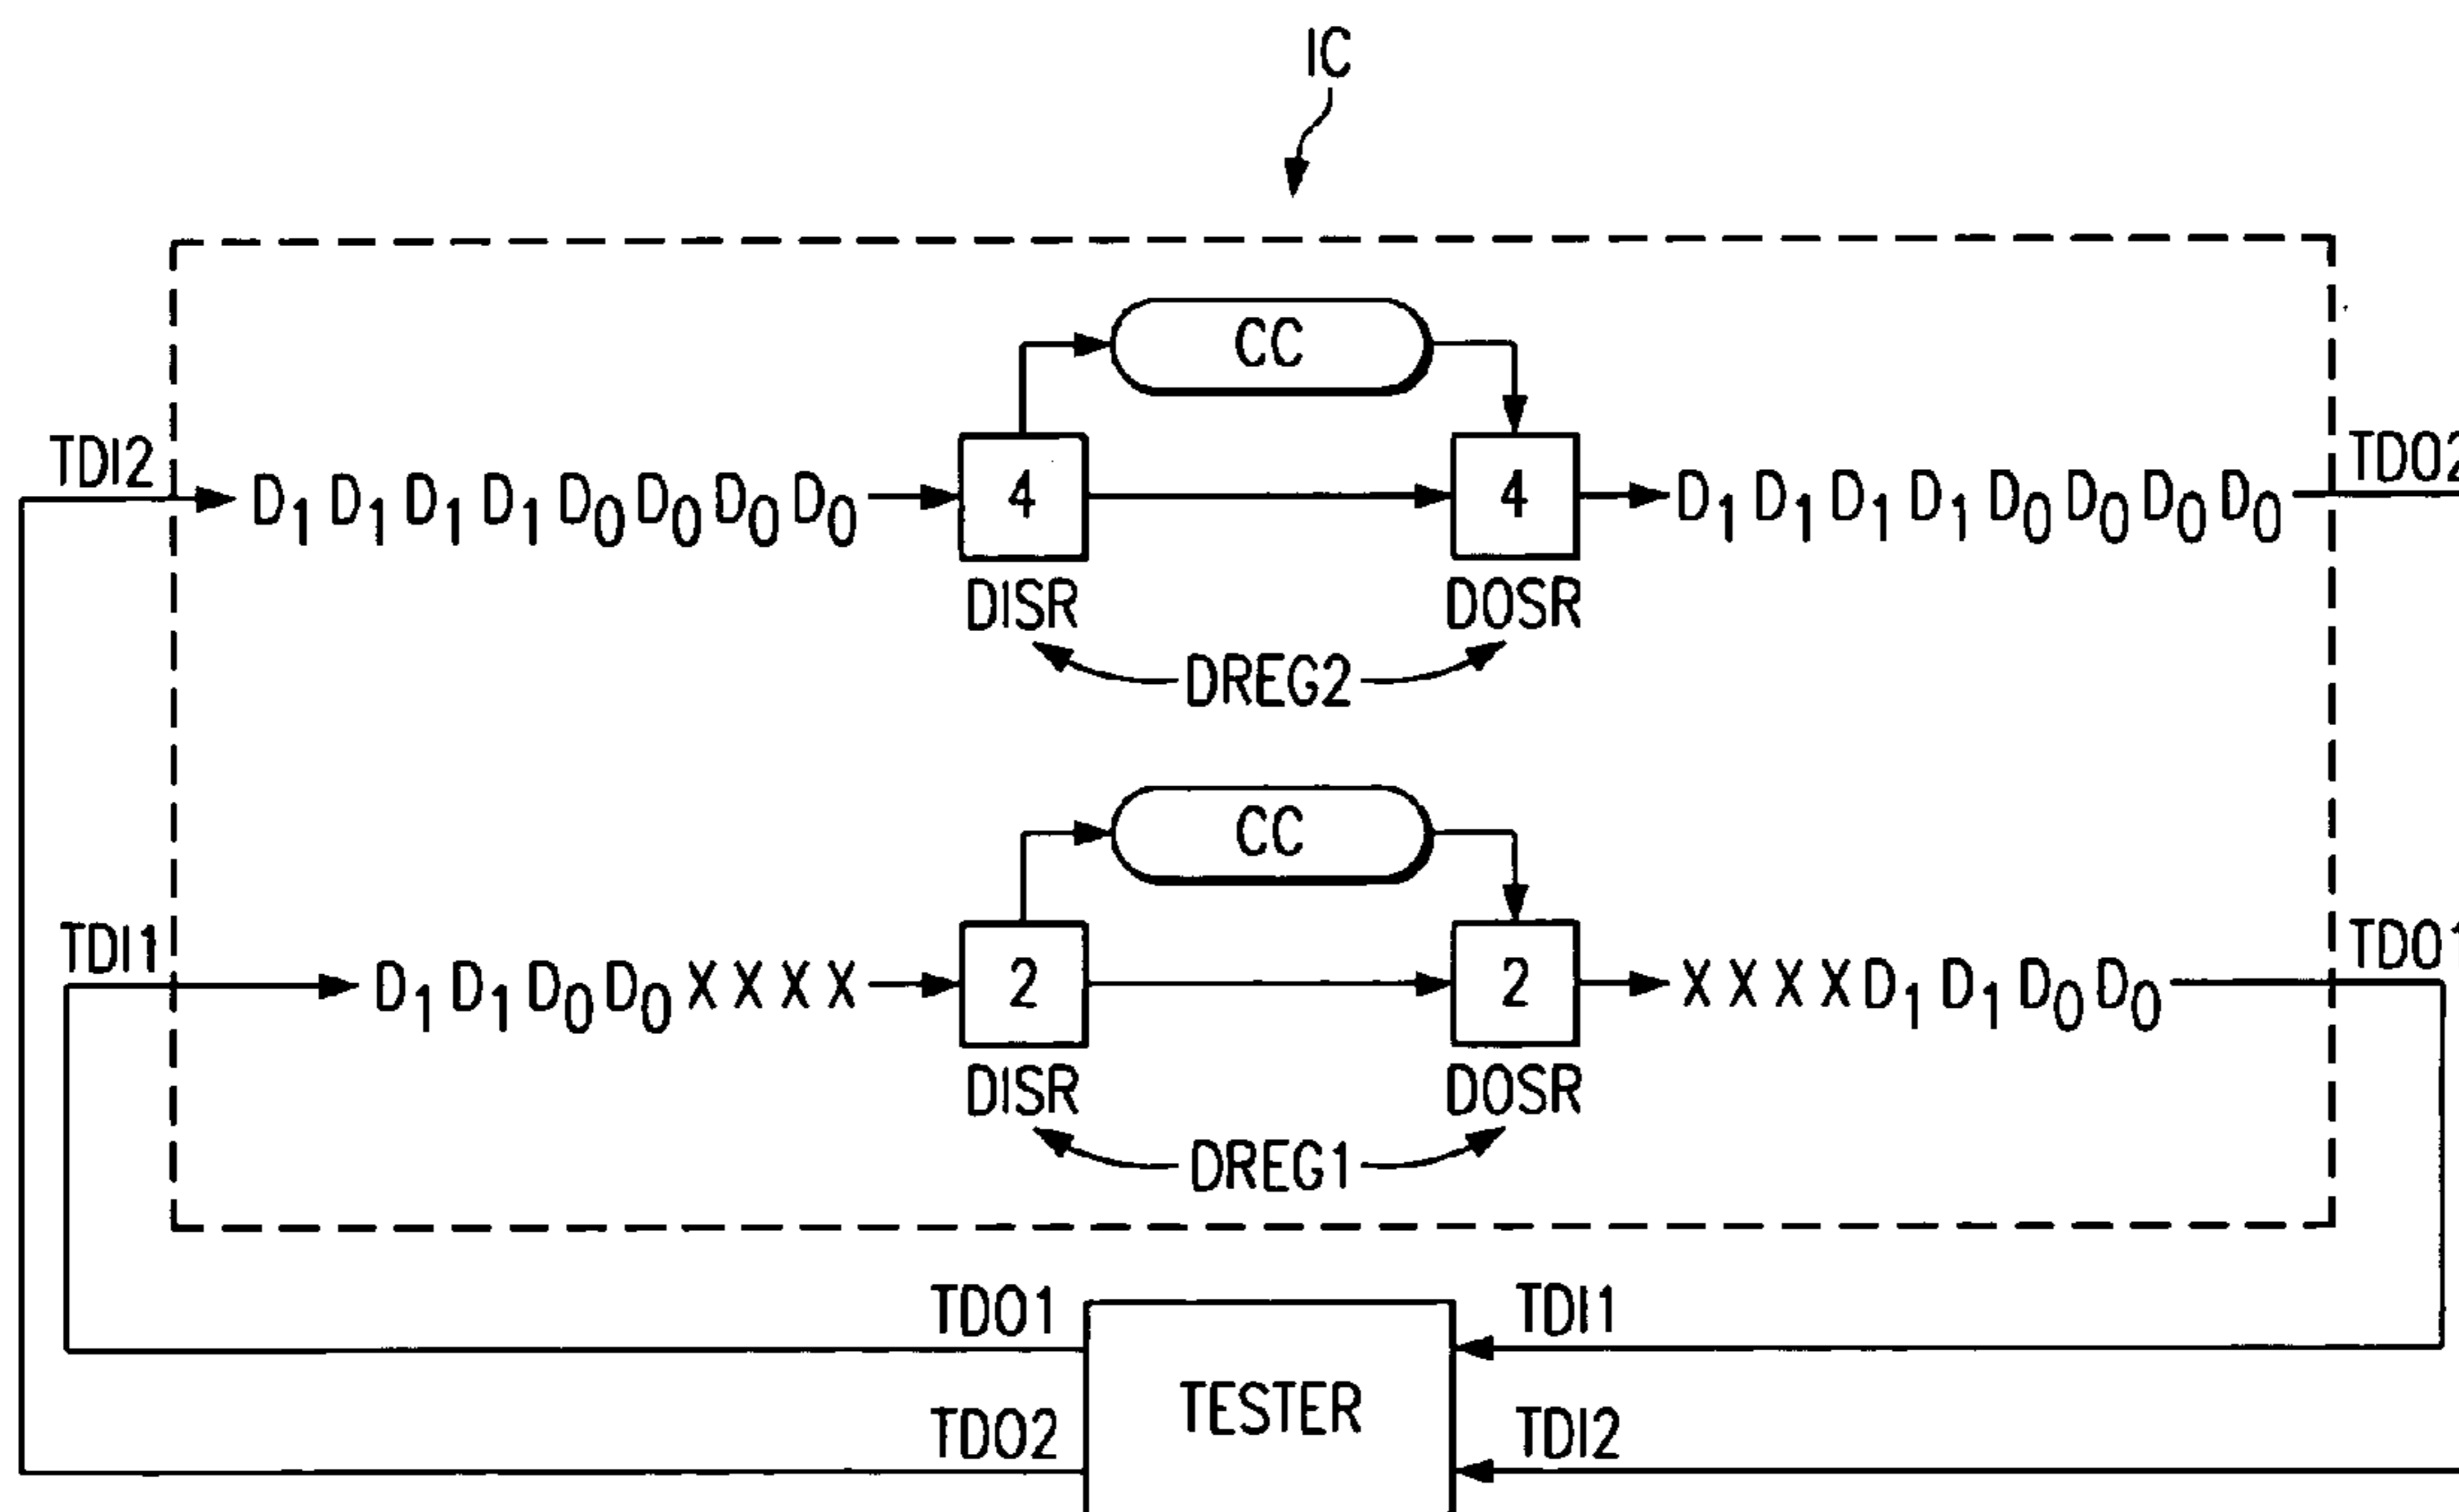 IC
CC
TDI2
D1 D1 D1 D1 D0 D0 D0 D0
4
4
D1 D1 D1 D1 D0 D0 D0 D0
TDO2
DISR
DOSR
DREG2
CC
TDI1
D1 D1 D0 D0 X X X X
2
2
X X X X D1 D1 D0 D0
TDO1
DISR
DOSR
DREG1
TDO1
TDI1
TESTER
TDO2
TDI2